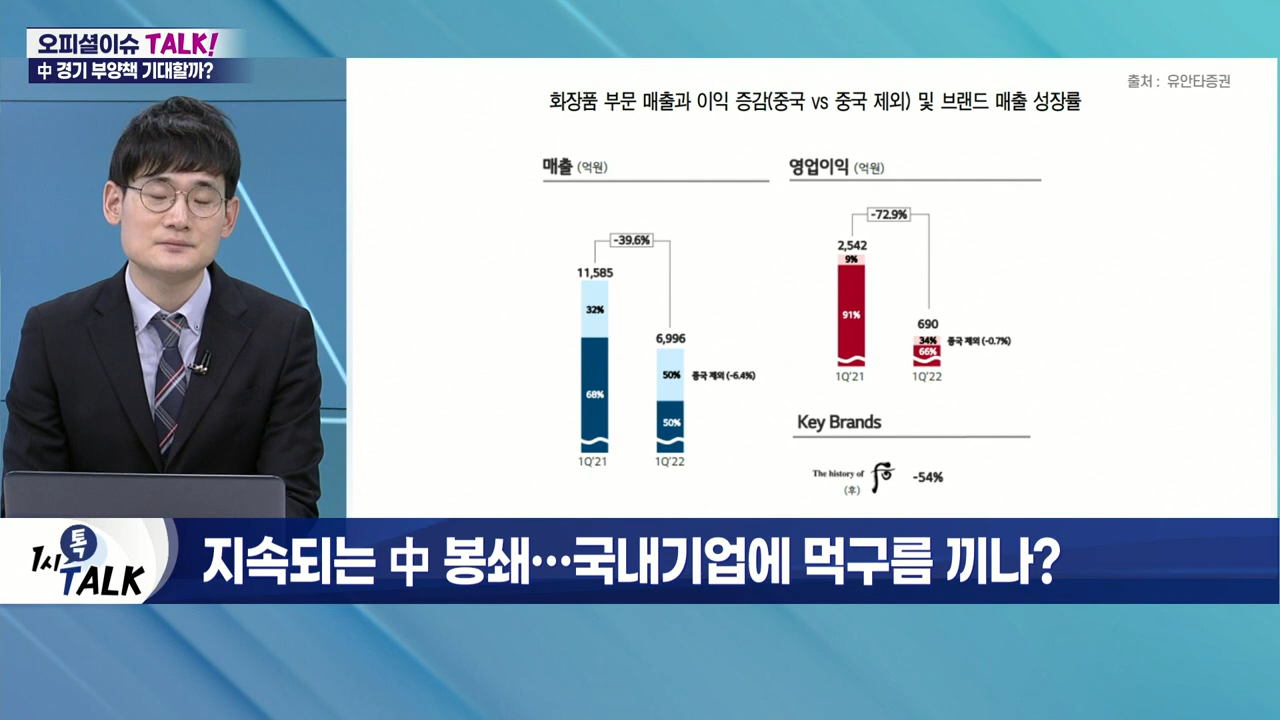 오피셜이슈 TALK!
中 경기 부양책 기대할까?
출처 : 유안타증권
화장품 부문 매출과 이익 증감(중국 vs 중국 제외) 및 브랜드 매출 성장률
매출 (억원)
-39.6%
11,585
32%
68%
1Q'21
6,996
50%
50%
1Q'22
중국 제외 (-6.4%)
영업이익 (억원)
-72.9%
2,542
9%
91%
1Q'21
690
34%
66%
1Q'22
중국 제외 (-0.7%)
Key Brands
The history of 后
(후)
-54%
1시 톡 TALK
지속되는 中 봉쇄…국내기업에 먹구름 끼나?